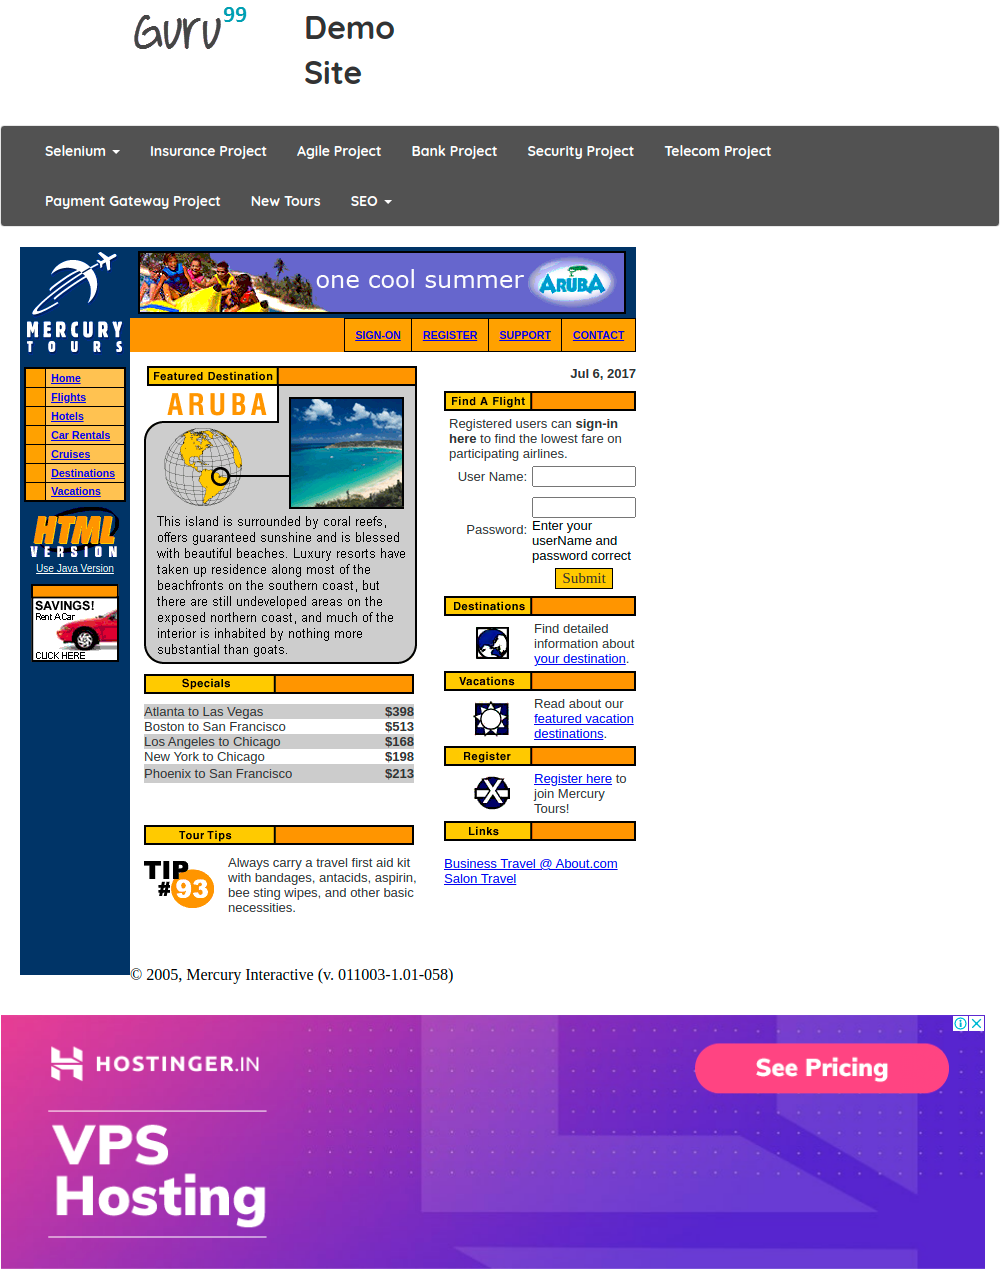 Guru 99
Demo
Site
Selenium
Insurance Project
Agile Project
Bank Project
Security Project
Telecom Project
Payment Gateway Project
New Tours
SEO
one cool summer ARUBA
MERCURY
TOURS
SIGN-ON
REGISTER
SUPPORT
CONTACT
Home
Flights
Hotels
Car Rentals
Cruises
Destinations
Vacations
HTML
VERSION
Use Java Version
SAVINGS!
Rent A Car
CLICK HERE
Featured Destination
ARUBA
This island is surrounded by coral reefs,
offers guaranteed sunshine and is blessed
with beautiful beaches. Luxury resorts have
taken up residence along most of the
beachfronts on the southern coast, but
there are still undeveloped areas on the
exposed northern coast, and much of the
interior is inhabited by nothing more
substantial than goats.
Specials
Atlanta to Las Vegas $398
Boston to San Francisco $513
Los Angeles to Chicago $168
New York to Chicago $198
Phoenix to San Francisco $213
Tour Tips
TIP
#93
Always carry a travel first aid kit
with bandages, antacids, aspirin,
bee sting wipes, and other basic
necessities.
Jul 6, 2017
Find A Flight
Registered users can sign-in
here to find the lowest fare on
participating airlines.
User Name:
Password:
Enter your
userName and
password correct
Submit
Destinations
Find detailed
information about
your destination.
Vacations
Read about our
featured vacation
destinations.
Register
Register here to
join Mercury
Tours!
Links
Business Travel @ About.com
Salon Travel
© 2005, Mercury Interactive (v. 011003-1.01-058)
HOSTINGER.IN
See Pricing
VPS
Hosting